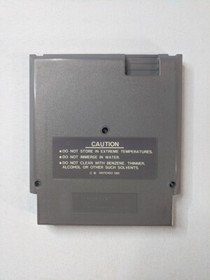 CAUTION
● DO NOT STORE IN EXTREME TEMPERATURES.
● DO NOT IMMERSE IN WATER.
● DO NOT CLEAN WITH BENZENE, THINNER,
ALCOHOL OR OTHER SUCH SOLVENTS.
NINTENDO